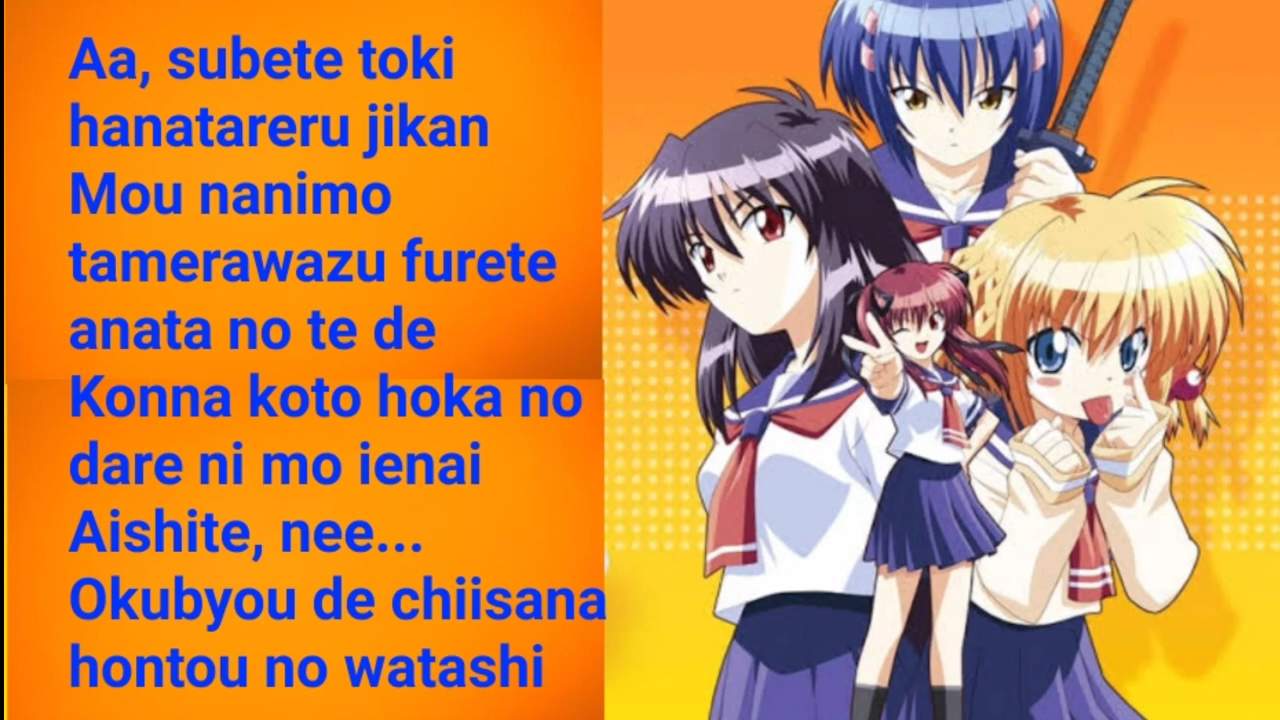 Aa, subete toki
hanatareru jikan
Mou nanimo
tamerawazu furete
anata no te de
Konna koto hoka no
dare ni mo ienai
Aishite, nee...
Okubyou de chiisana
hontou no watashi